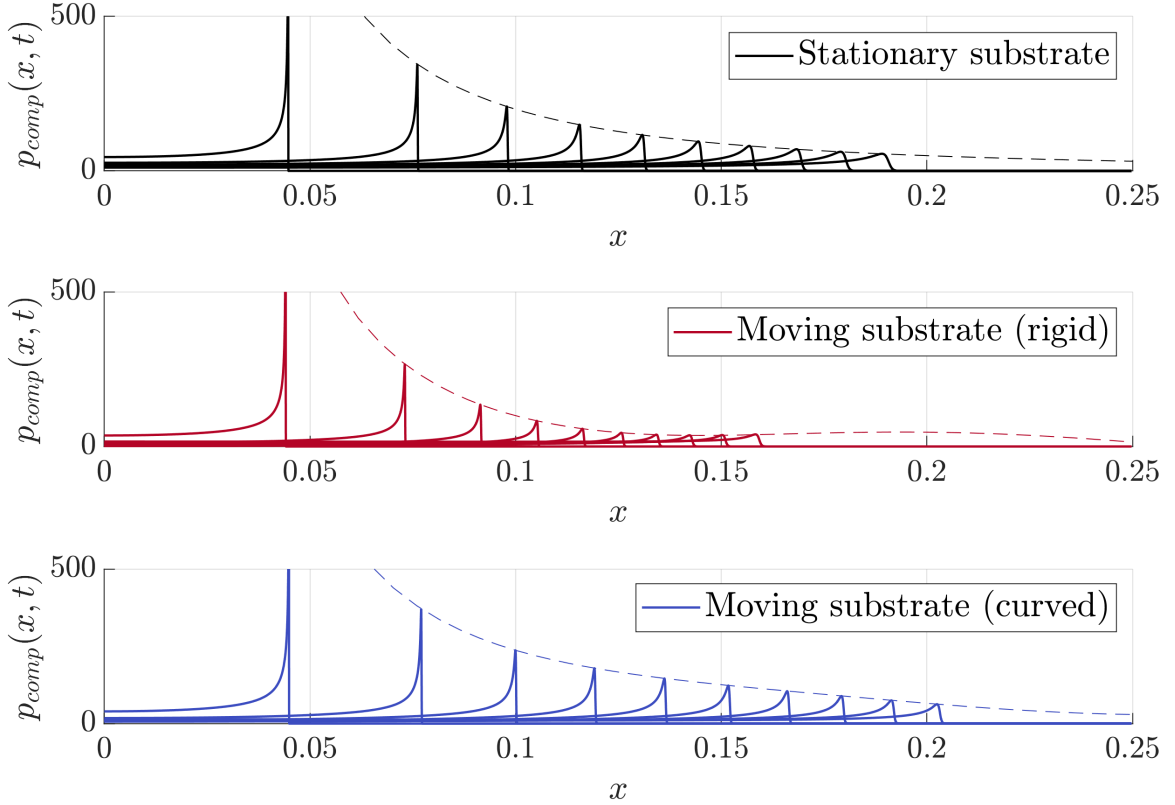 500
p_{comp}(x, t)
Stationary substrate
0
0 0.05 0.1 0.15 0.2 0.25
x
500
p_{comp}(x, t)
Moving substrate (rigid)
0
0 0.05 0.1 0.15 0.2 0.25
x
500
p_{comp}(x, t)
Moving substrate (curved)
0
0 0.05 0.1 0.15 0.2 0.25
x